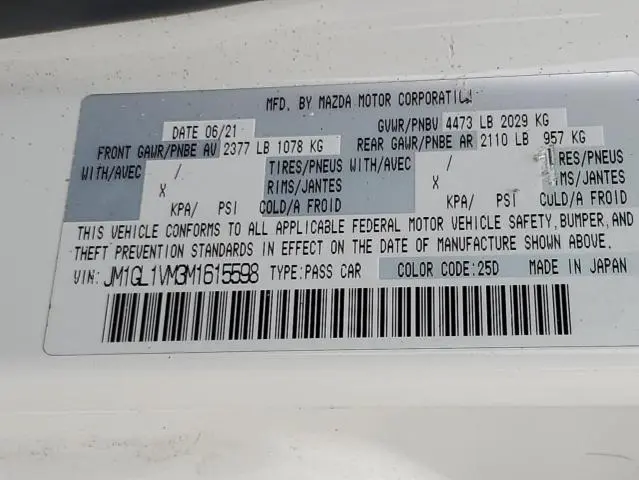 MFD. BY MAZDA MOTOR CORPORATION
DATE 06/21 GVWR/PNBV 4473 LB 2029 KG
FRONT GAWR/PNBE AV 2377 LB 1078 KG REAR GAWR/PNBE AR 2110 LB 957 KG
WITH/AVEC / TIRES/PNEUS WITH/AVEC / TIRES/PNEUS
X RIMS/JANTES X RIMS/JANTES
KPA/ PSI COLD/A FROID KPA/ PSI COLD/A FROID
THIS VEHICLE CONFORMS TO ALL APPLICABLE FEDERAL MOTOR VEHICLE SAFETY, BUMPER, AND
THEFT PREVENTION STANDARDS IN EFFECT ON THE DATE OF MANUFACTURE SHOWN ABOVE.
VIN: JM1GL1VM3M1615598 TYPE: PASS CAR COLOR CODE: 25D MADE IN JAPAN